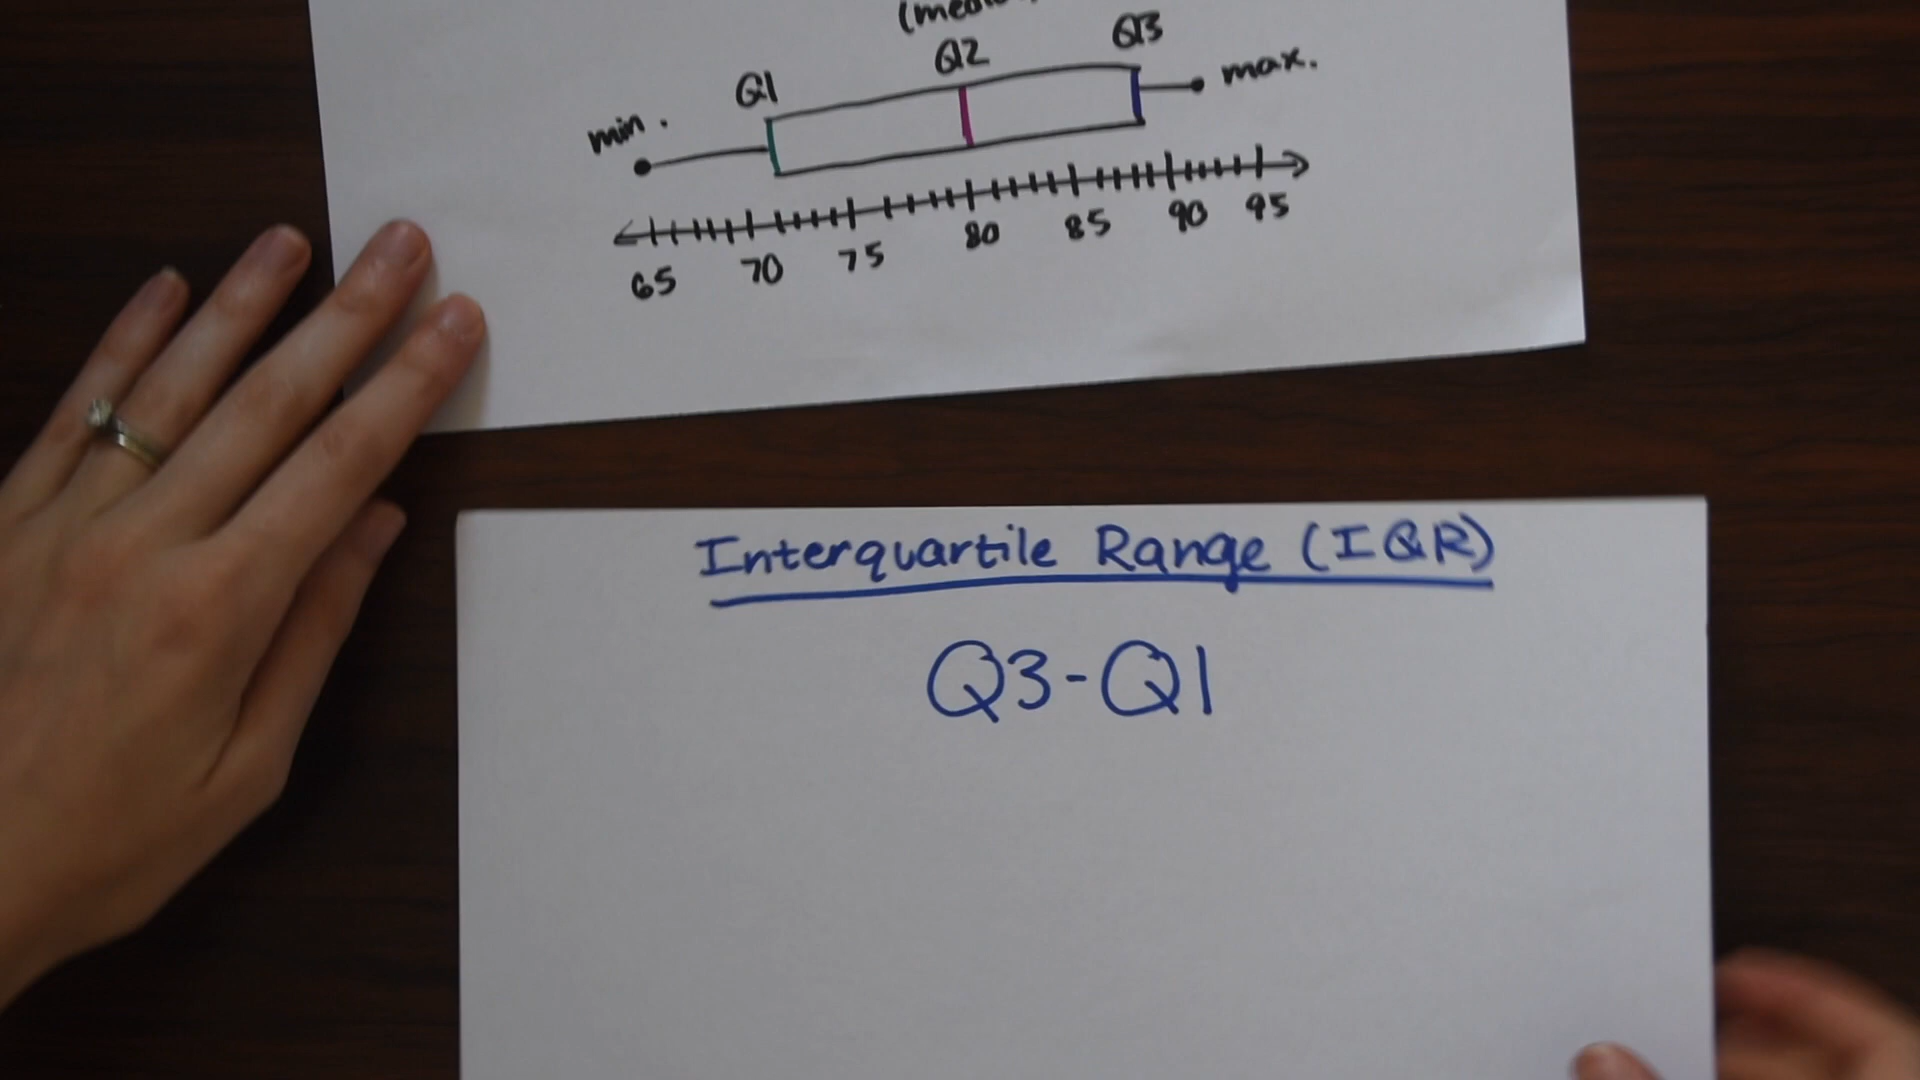 Q2
Q3
Q1
min.
max.
65 70 75 80 85 90 95
Interquartile Range (IQR)
Q3-Q1